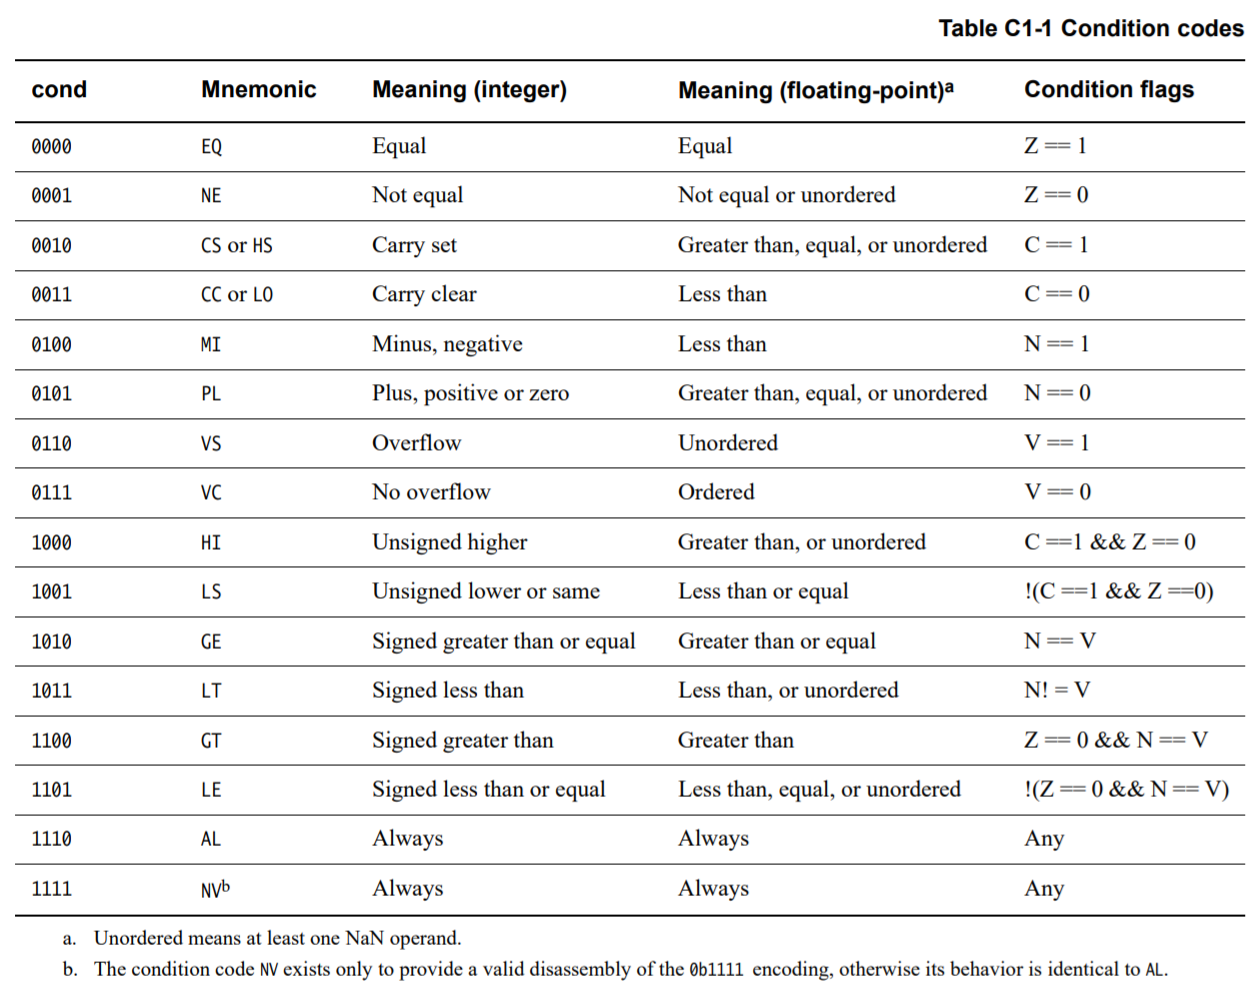 Table C1-1 Condition codes
cond Mnemonic Meaning (integer) Meaning (floating-point)a Condition flags
0000 EQ Equal Equal Z == 1
0001 NE Not equal Not equal or unordered Z == 0
0010 CS or HS Carry set Greater than, equal, or unordered C == 1
0011 CC or LO Carry clear Less than C == 0
0100 MI Minus, negative Less than N == 1
0101 PL Plus, positive or zero Greater than, equal, or unordered N == 0
0110 VS Overflow Unordered V == 1
0111 VC No overflow Ordered V == 0
1000 HI Unsigned higher Greater than, or unordered C ==1 && Z == 0
1001 LS Unsigned lower or same Less than or equal !(C ==1 && Z ==0)
1010 GE Signed greater than or equal Greater than or equal N == V
1011 LT Signed less than Less than, or unordered N! = V
1100 GT Signed greater than Greater than Z == 0 && N == V
1101 LE Signed less than or equal Less than, equal, or unordered !(Z == 0 && N == V)
1110 AL Always Always Any
1111 NVb Always Always Any
a. Unordered means at least one NaN operand.
b. The condition code NV exists only to provide a valid disassembly of the 0b1111 encoding, otherwise its behavior is identical to AL.